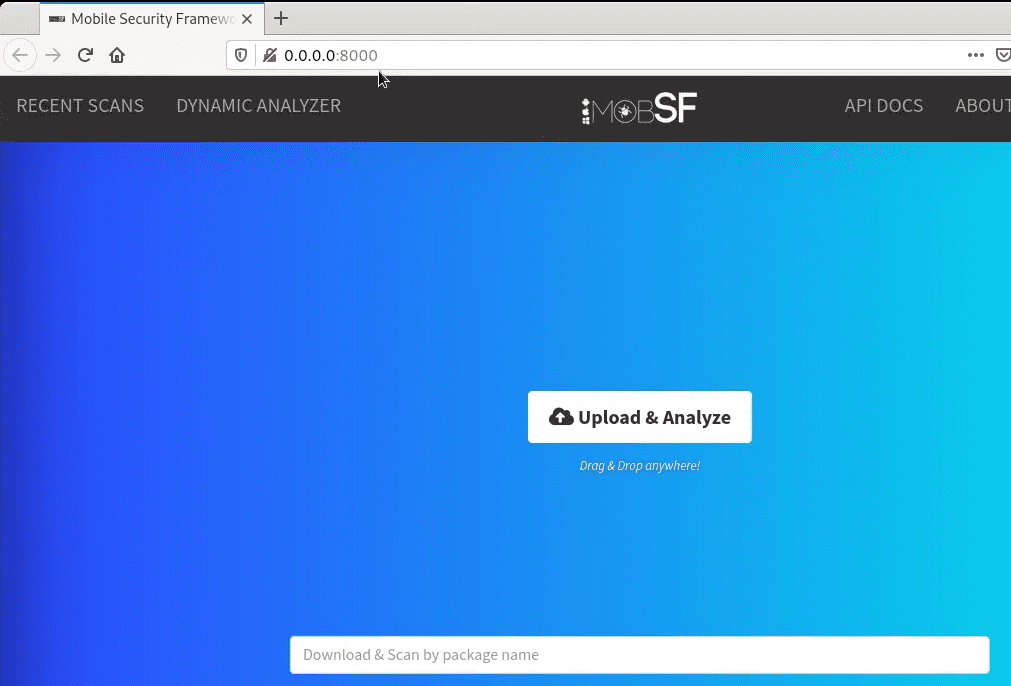 Mobile Security Framewo
0.0.0.0:8000
RECENT SCANS DYNAMIC ANALYZER MOBSF API DOCS ABOUT
Upload & Analyze
Drag & Drop anywhere!
Download & Scan by package name